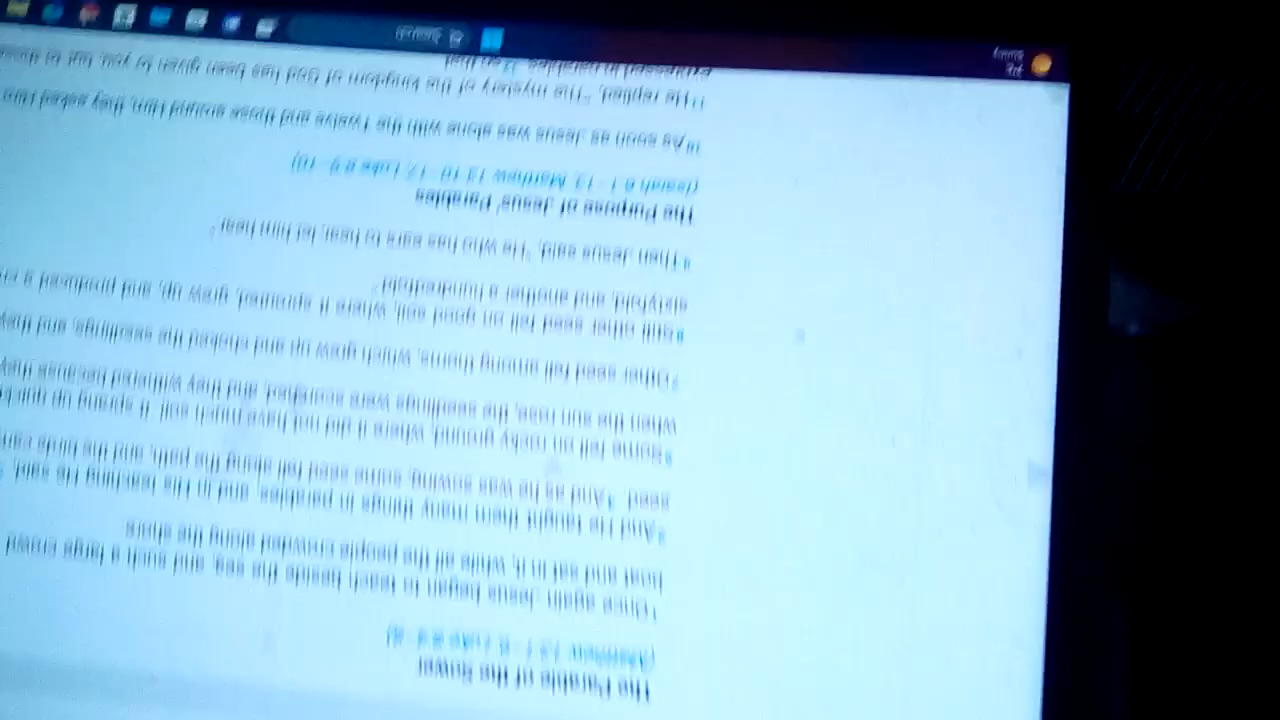 The Parable of the Sower
(Matthew 13:1–9; Luke 8:4–8)
1 Once again Jesus began to teach beside the sea, and such a large crowd
boat and sat in it, while all the people crowded along the shore.
2 And He taught them many things in parables, and in His teaching He said,
seed. 4 And as he was sowing, some seed fell along the path, and the birds
5 Some fell on rocky ground, where it did not have much soil. It sprang up
when the sun rose, the seedlings were scorched, and they withered because they
7 Other seed fell among thorns, which grew up and choked the seedlings, and they
8 Still other seed fell on good soil, where it sprouted, grew up, and produced a
sixtyfold, and another a hundredfold.”
9 Then Jesus said, “He who has ears to hear, let him hear.”
The Purpose of Jesus’ Parables
(Isaiah 6:1–13; Matthew 13:10–17; Luke 8:9–10)
10 As soon as Jesus was alone with the Twelve and those around Him, they asked Him
11 He replied, “The mystery of the kingdom of God has been given to you, but to those
expressed in parables, 12 so that
Sunny
Search